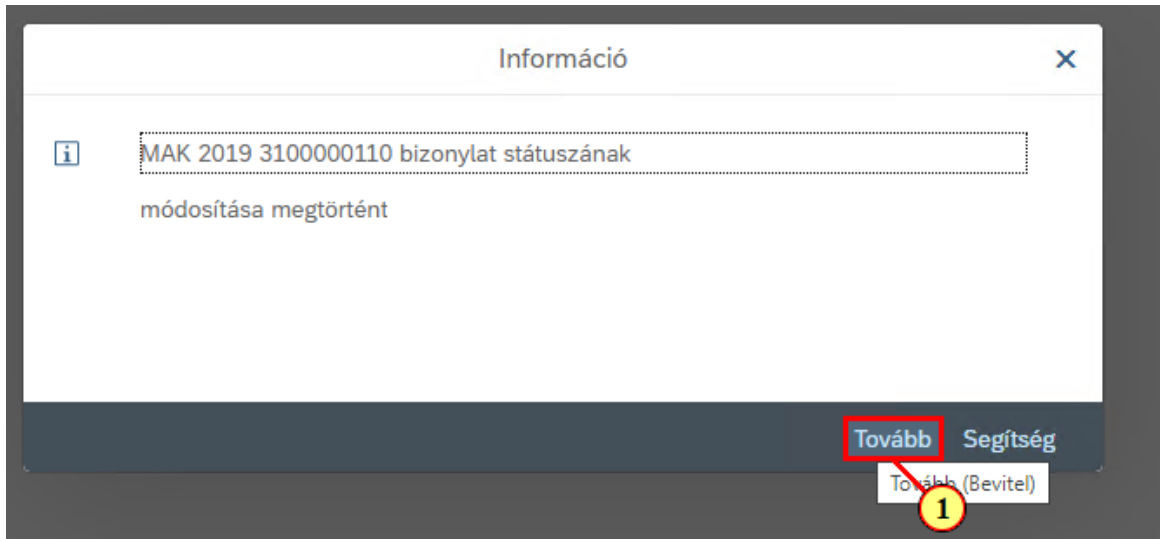 Információ
MAK 2019 3100000110 bizonylat státuszának
módosítása megtörtént
Tovább Segítség
Tovább (Bevitel)
1